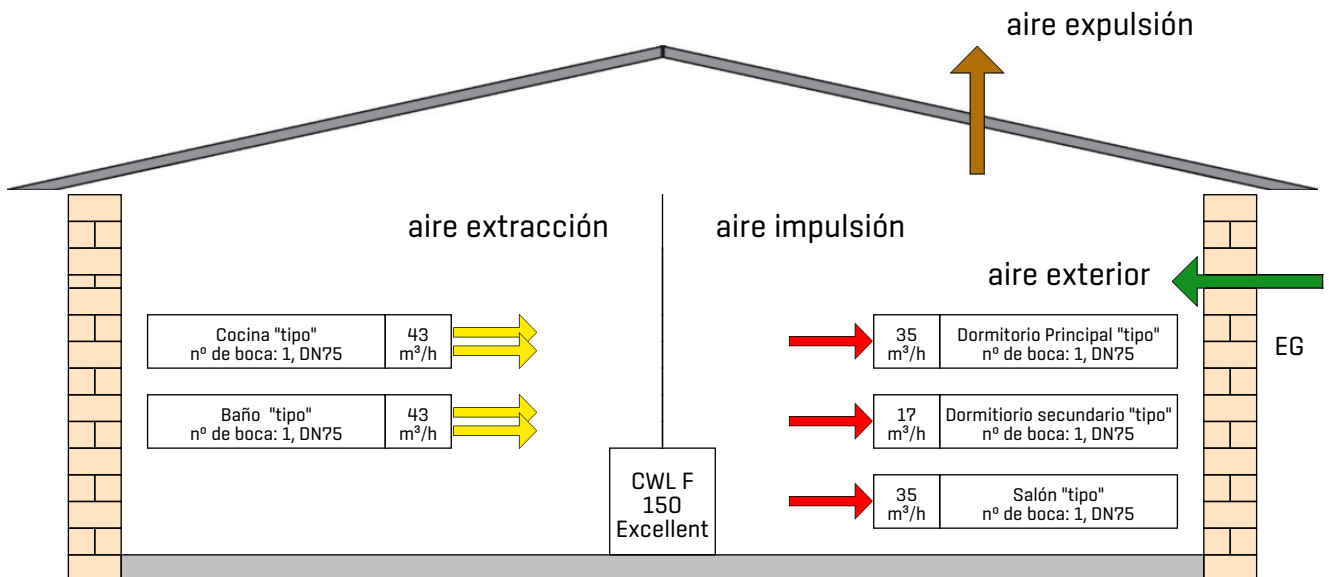 aire expulsión
aire extracción
aire impulsión
aire exterior
Cocina "tipo"
nº de boca: 1, DN75
43
m³/h
35
m³/h
Dormitorio Principal "tipo"
nº de boca: 1, DN75
EG
Baño "tipo"
nº de boca: 1, DN75
43
m³/h
17
m³/h
Dormitiorio secundario "tipo"
nº de boca: 1, DN75
CWL F
150
Excellent
35
m³/h
Salón "tipo"
nº de boca: 1, DN75